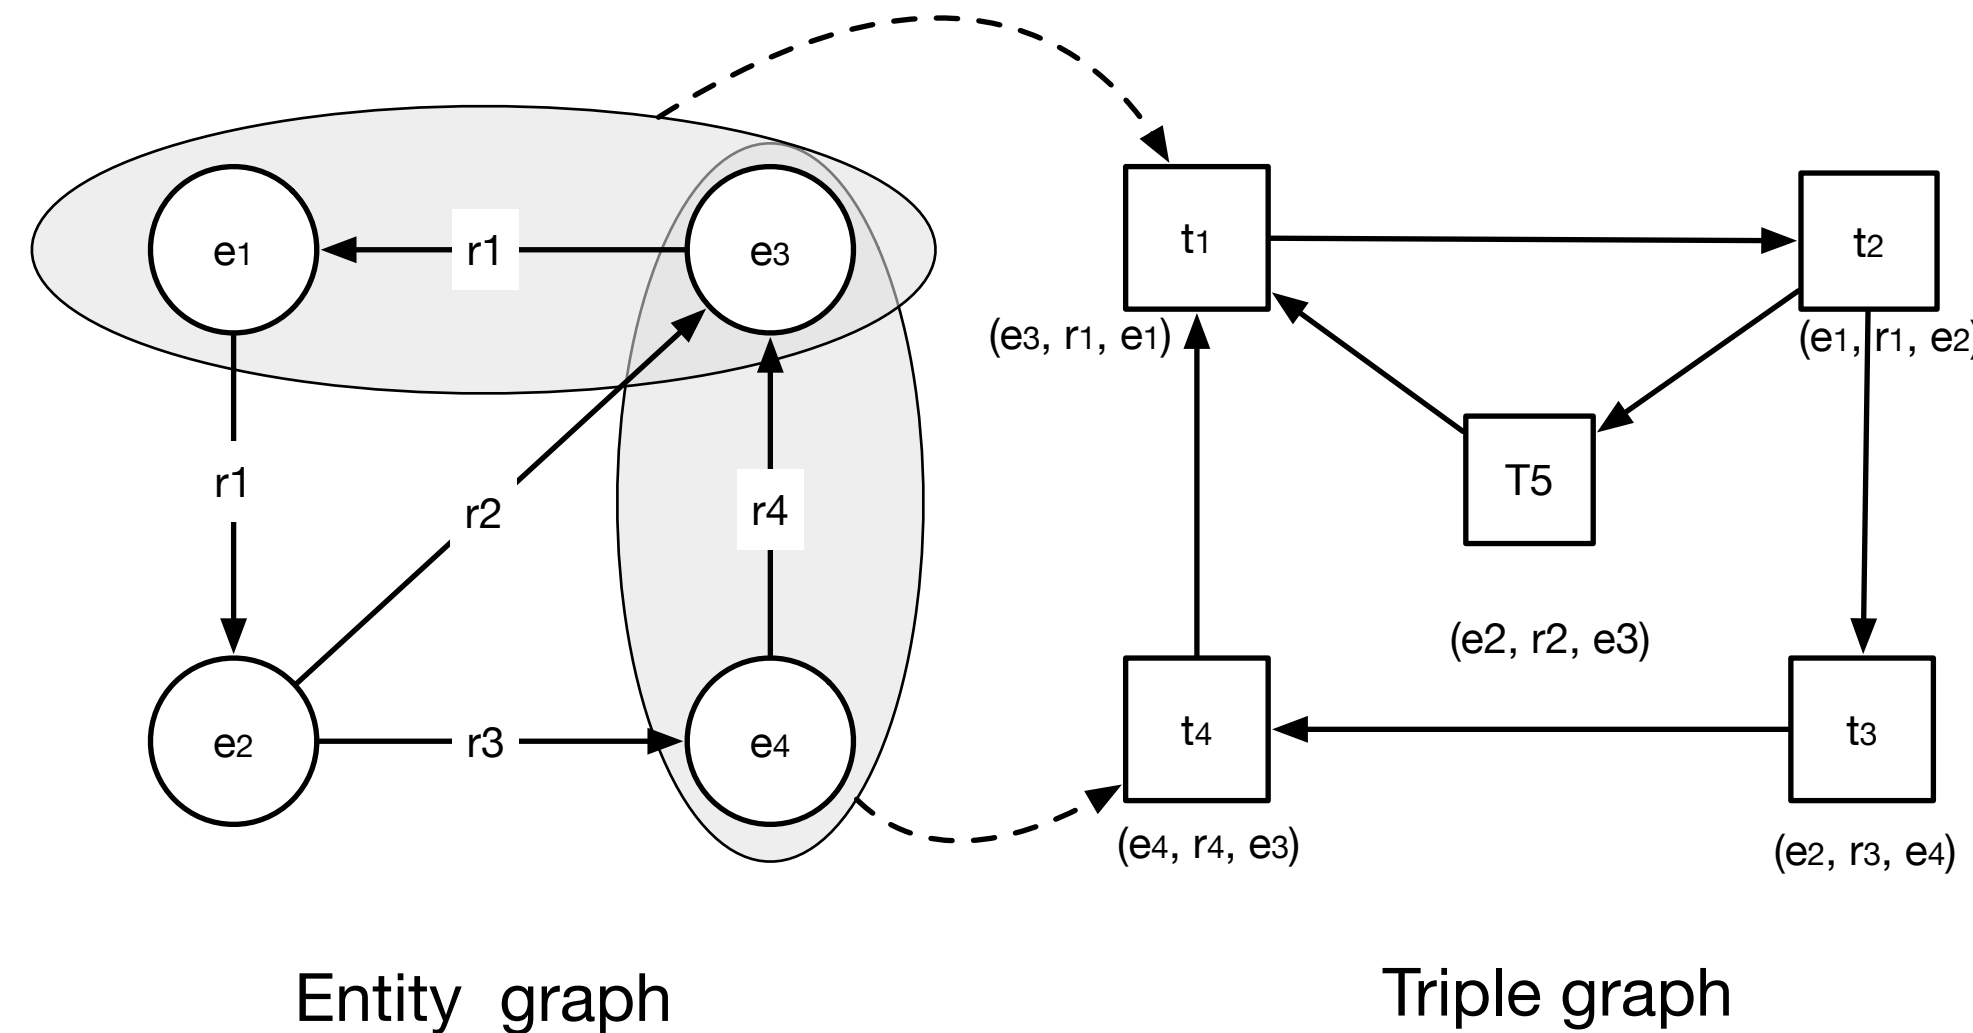 e1
r1
e3
t1
t2
(e3, r1, e1)
(e1, r1, e2)
r1
r2
r4
T5
(e2, r2, e3)
e2
r3
e4
t4
t3
(e4, r4, e3)
(e2, r3, e4)
Entity graph
Triple graph